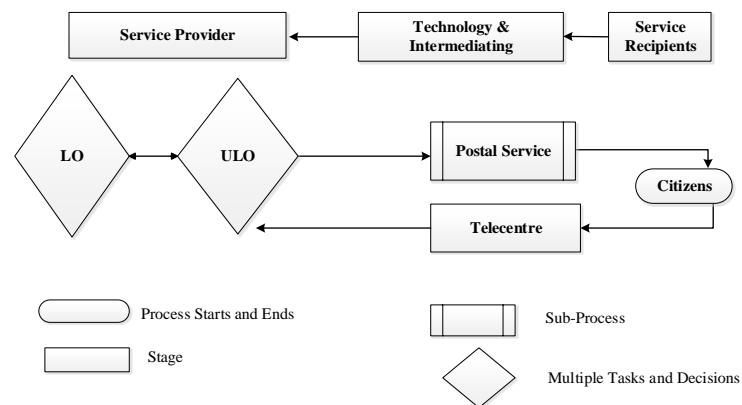 Service Provider
Technology &
Intermediating
Service
Recipients
LO
ULO
Postal Service
Citizens
Telecentre
Process Starts and Ends
Sub-Process
Stage
Multiple Tasks and Decisions